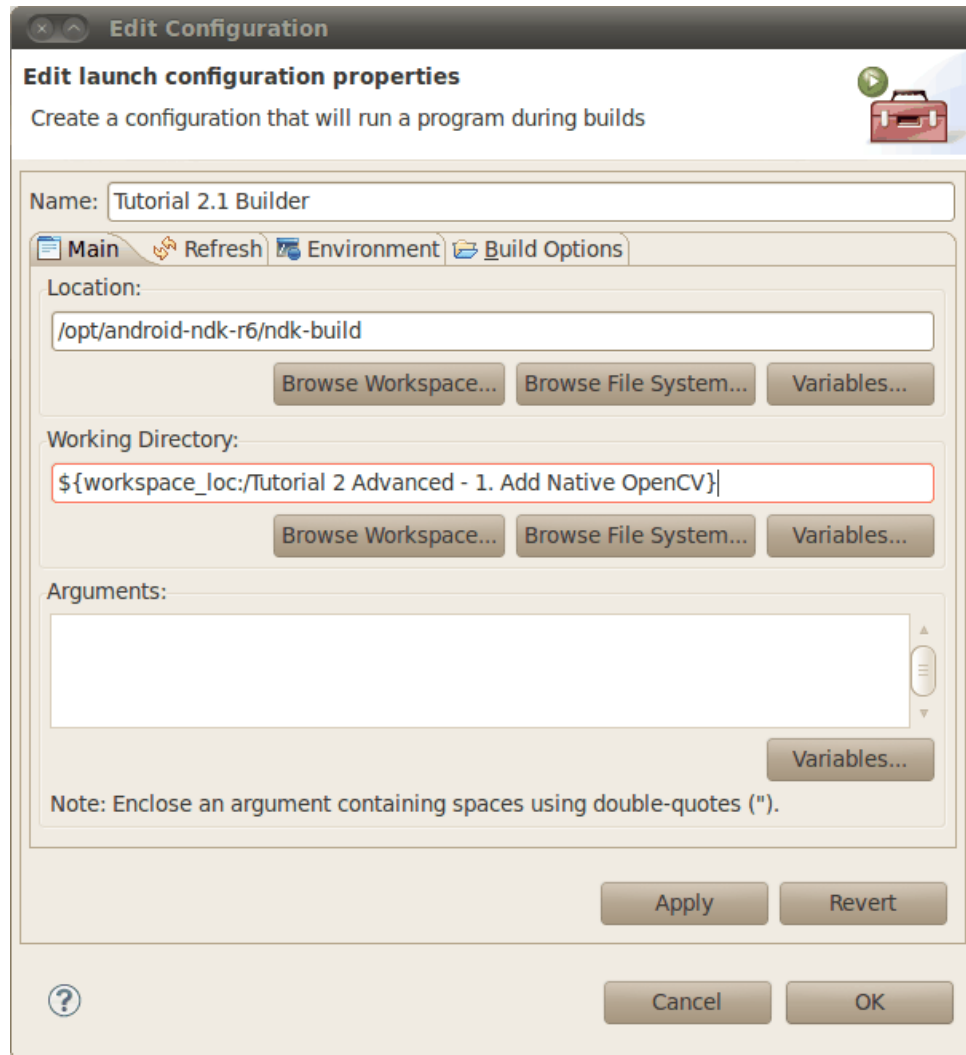 Edit Configuration
Edit launch configuration properties
Create a configuration that will run a program during builds
Name: Tutorial 2.1 Builder
Main Refresh Environment Build Options
Location:
/opt/android-ndk-r6/ndk-build
Browse Workspace... Browse File System... Variables...
Working Directory:
${workspace_loc:/Tutorial 2 Advanced - 1. Add Native OpenCV}
Browse Workspace... Browse File System... Variables...
Arguments:
Variables...
Note: Enclose an argument containing spaces using double-quotes (").
Apply Revert
? Cancel OK